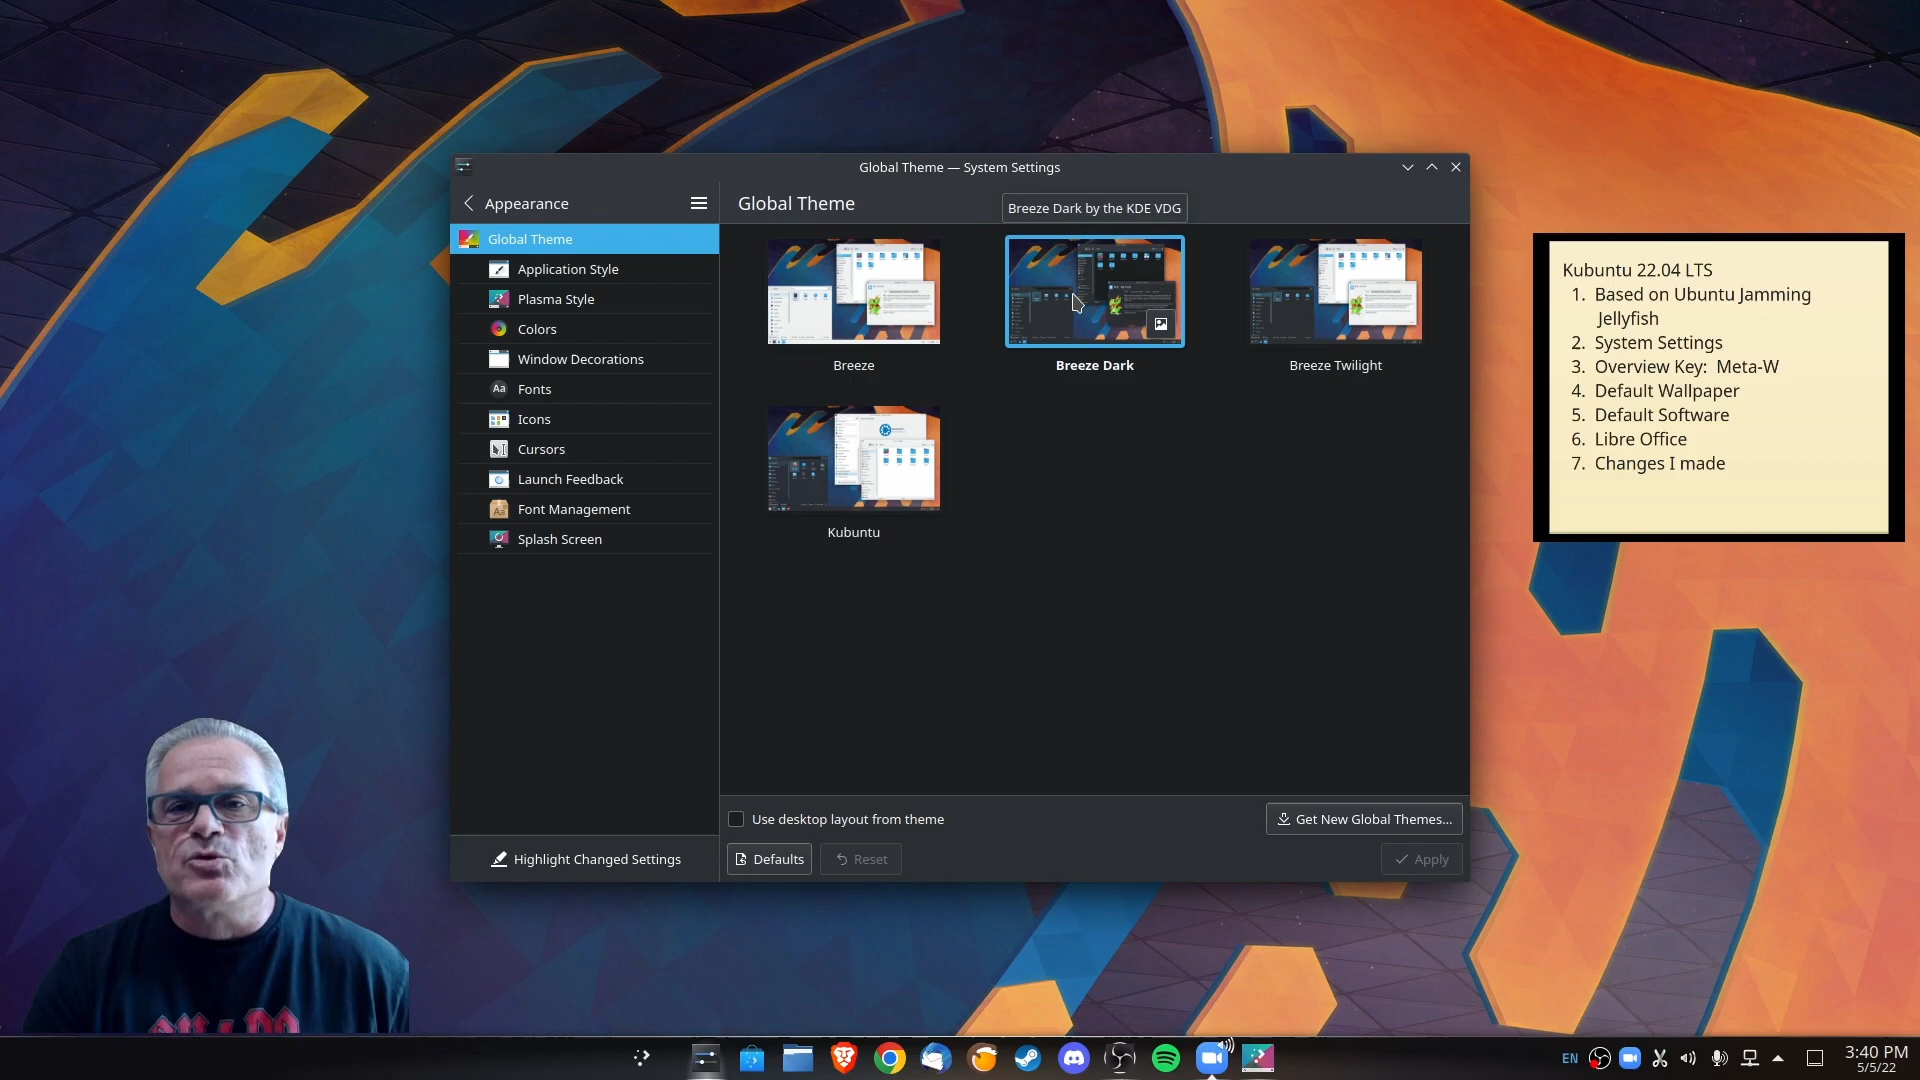 Global Theme — System Settings
Appearance
Global Theme
Breeze Dark by the KDE VDG
Global Theme
Application Style
Plasma Style
Colors
Window Decorations
Fonts
Icons
Cursors
Launch Feedback
Font Management
Splash Screen
Breeze
Breeze Dark
Breeze Twilight
Kubuntu
Use desktop layout from theme
Get New Global Themes...
Highlight Changed Settings
Defaults
Reset
Apply
Kubuntu 22.04 LTS
1. Based on Ubuntu Jamming
Jellyfish
2. System Settings
3. Overview Key: Meta-W
4. Default Wallpaper
5. Default Software
6. Libre Office
7. Changes I made
EN
3:40 PM
5/5/22